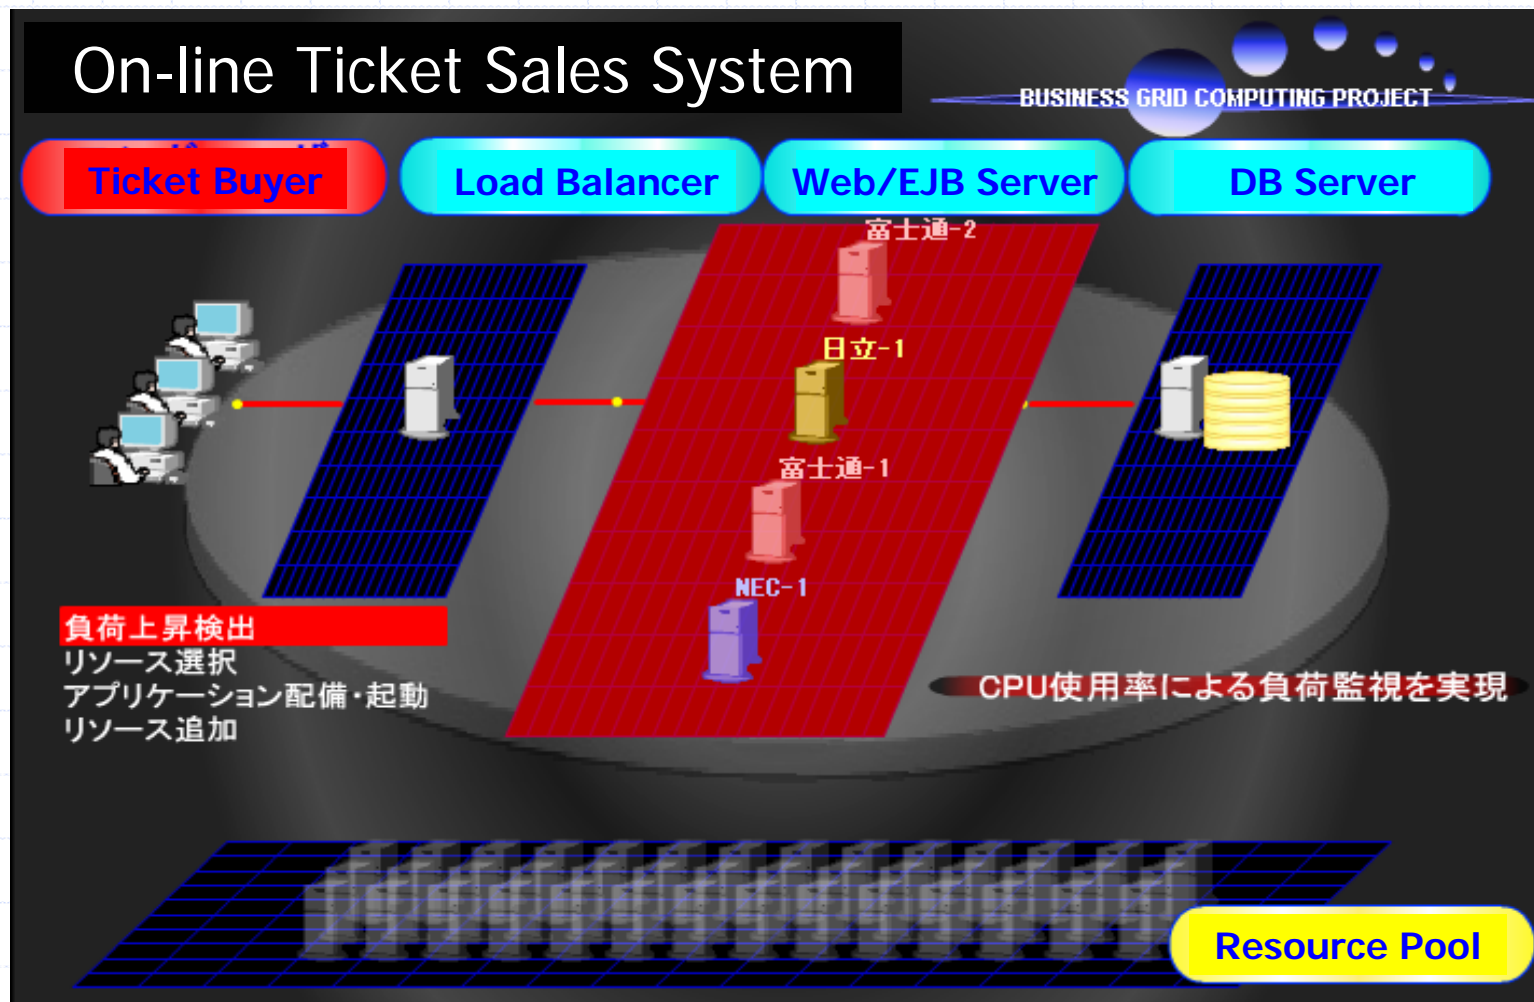 On-line Ticket Sales System
BUSINESS GRID COMPUTING PROJECT
Ticket Buyer
Load Balancer
Web/EJB Server
DB Server
富士通-2
日立-1
富士通-1
NEC-1
負荷上昇検出
リソース選択
アプリケーション配備・起動
リソース追加
CPU使用率による負荷監視を実現
Resource Pool